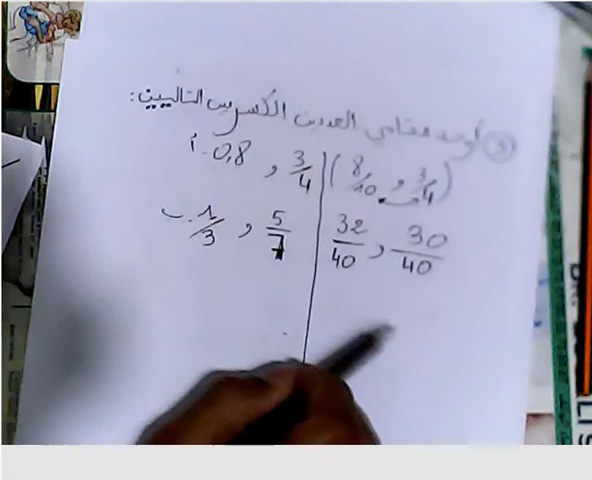 ③ أوجد مقامي العددين الكسريين التاليين:
أ. 0,8 , 3/4
(8/10 و 3/4)
ب. 1/3 و 5/7
32/40 , 30/40